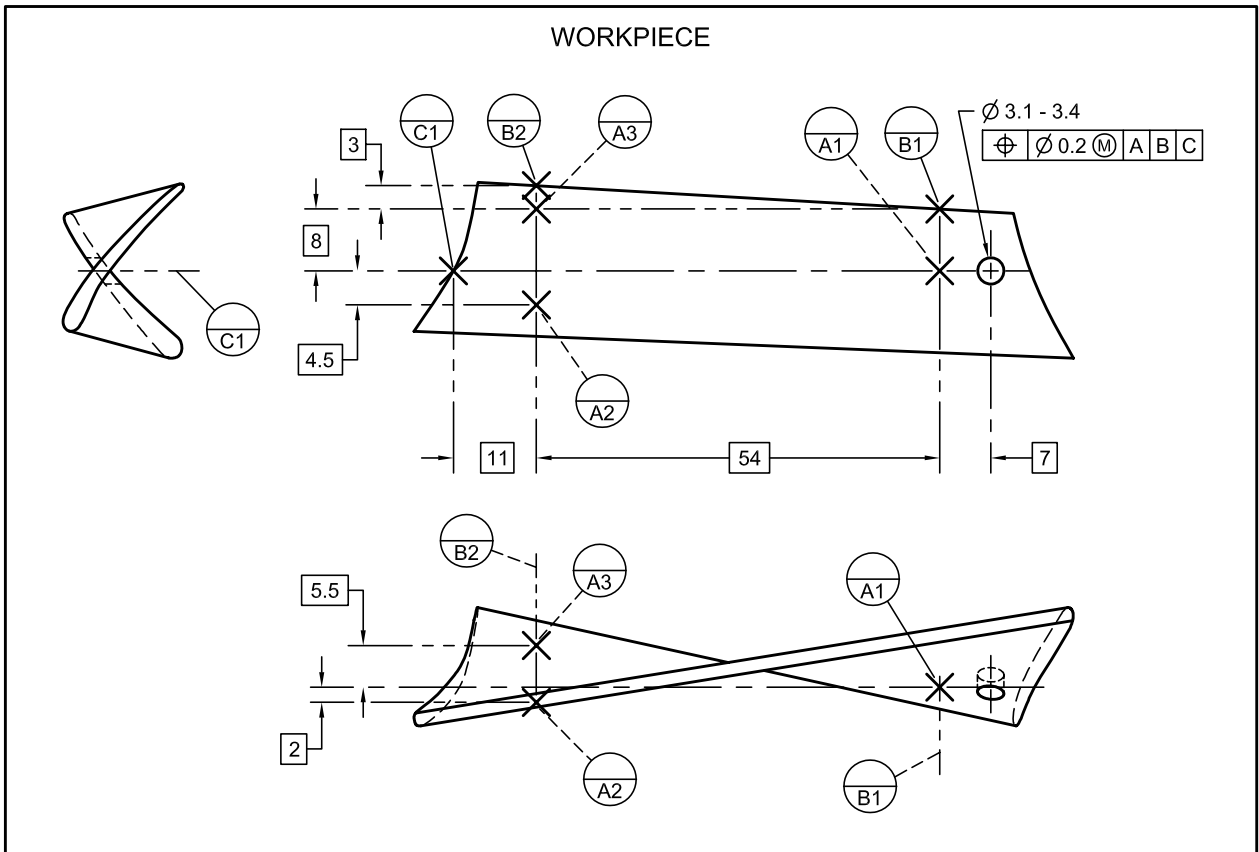 WORKPIECE
C1
B2
A3
A1
B1
Ø 3.1 - 3.4
⌖ Ø 0.2 Ⓜ A B C
3
8
4.5
C1
A2
11
54
7
B2
A3
A1
5.5
2
A2
B1